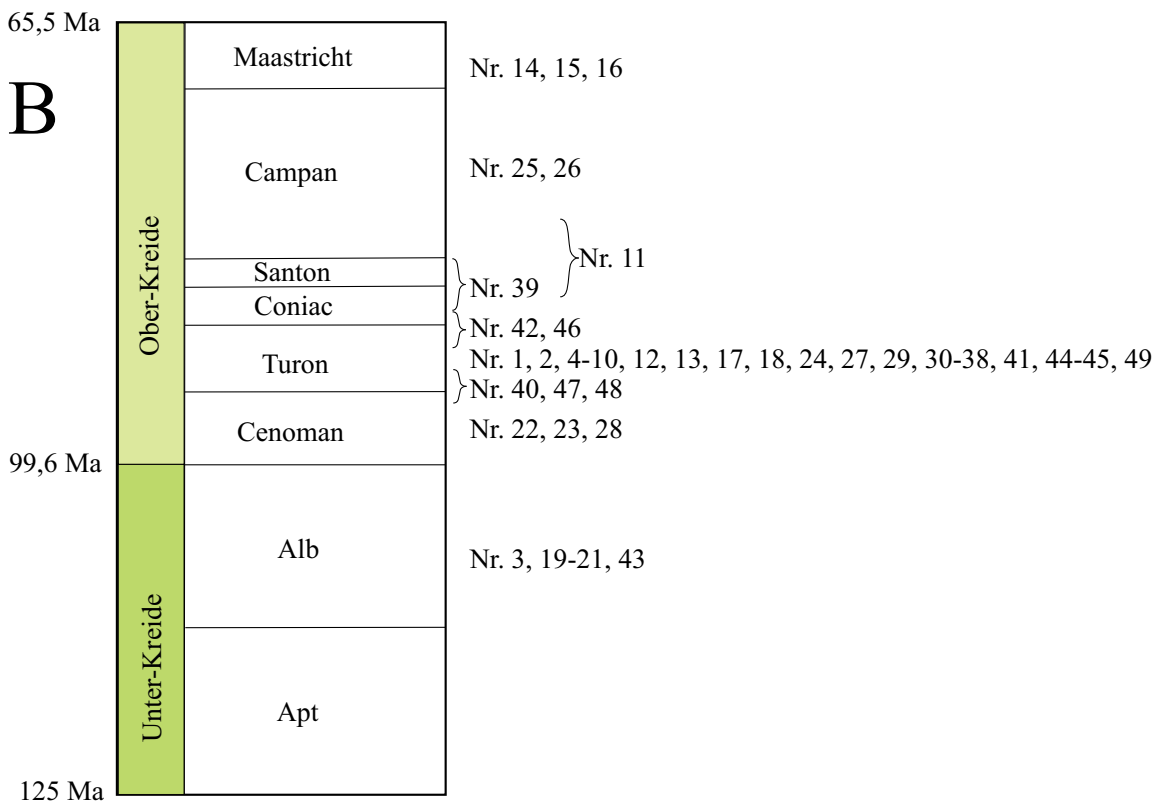 65,5 Ma
B
Ober-Kreide
Maastricht
Nr. 14, 15, 16
Campan
Nr. 25, 26
Nr. 11
Santon
Nr. 39
Coniac
Nr. 42, 46
Turon
Nr. 1, 2, 4-10, 12, 13, 17, 18, 24, 27, 29, 30-38, 41, 44-45, 49
Nr. 40, 47, 48
Cenoman
Nr. 22, 23, 28
99,6 Ma
Unter-Kreide
Alb
Nr. 3, 19-21, 43
Apt
125 Ma